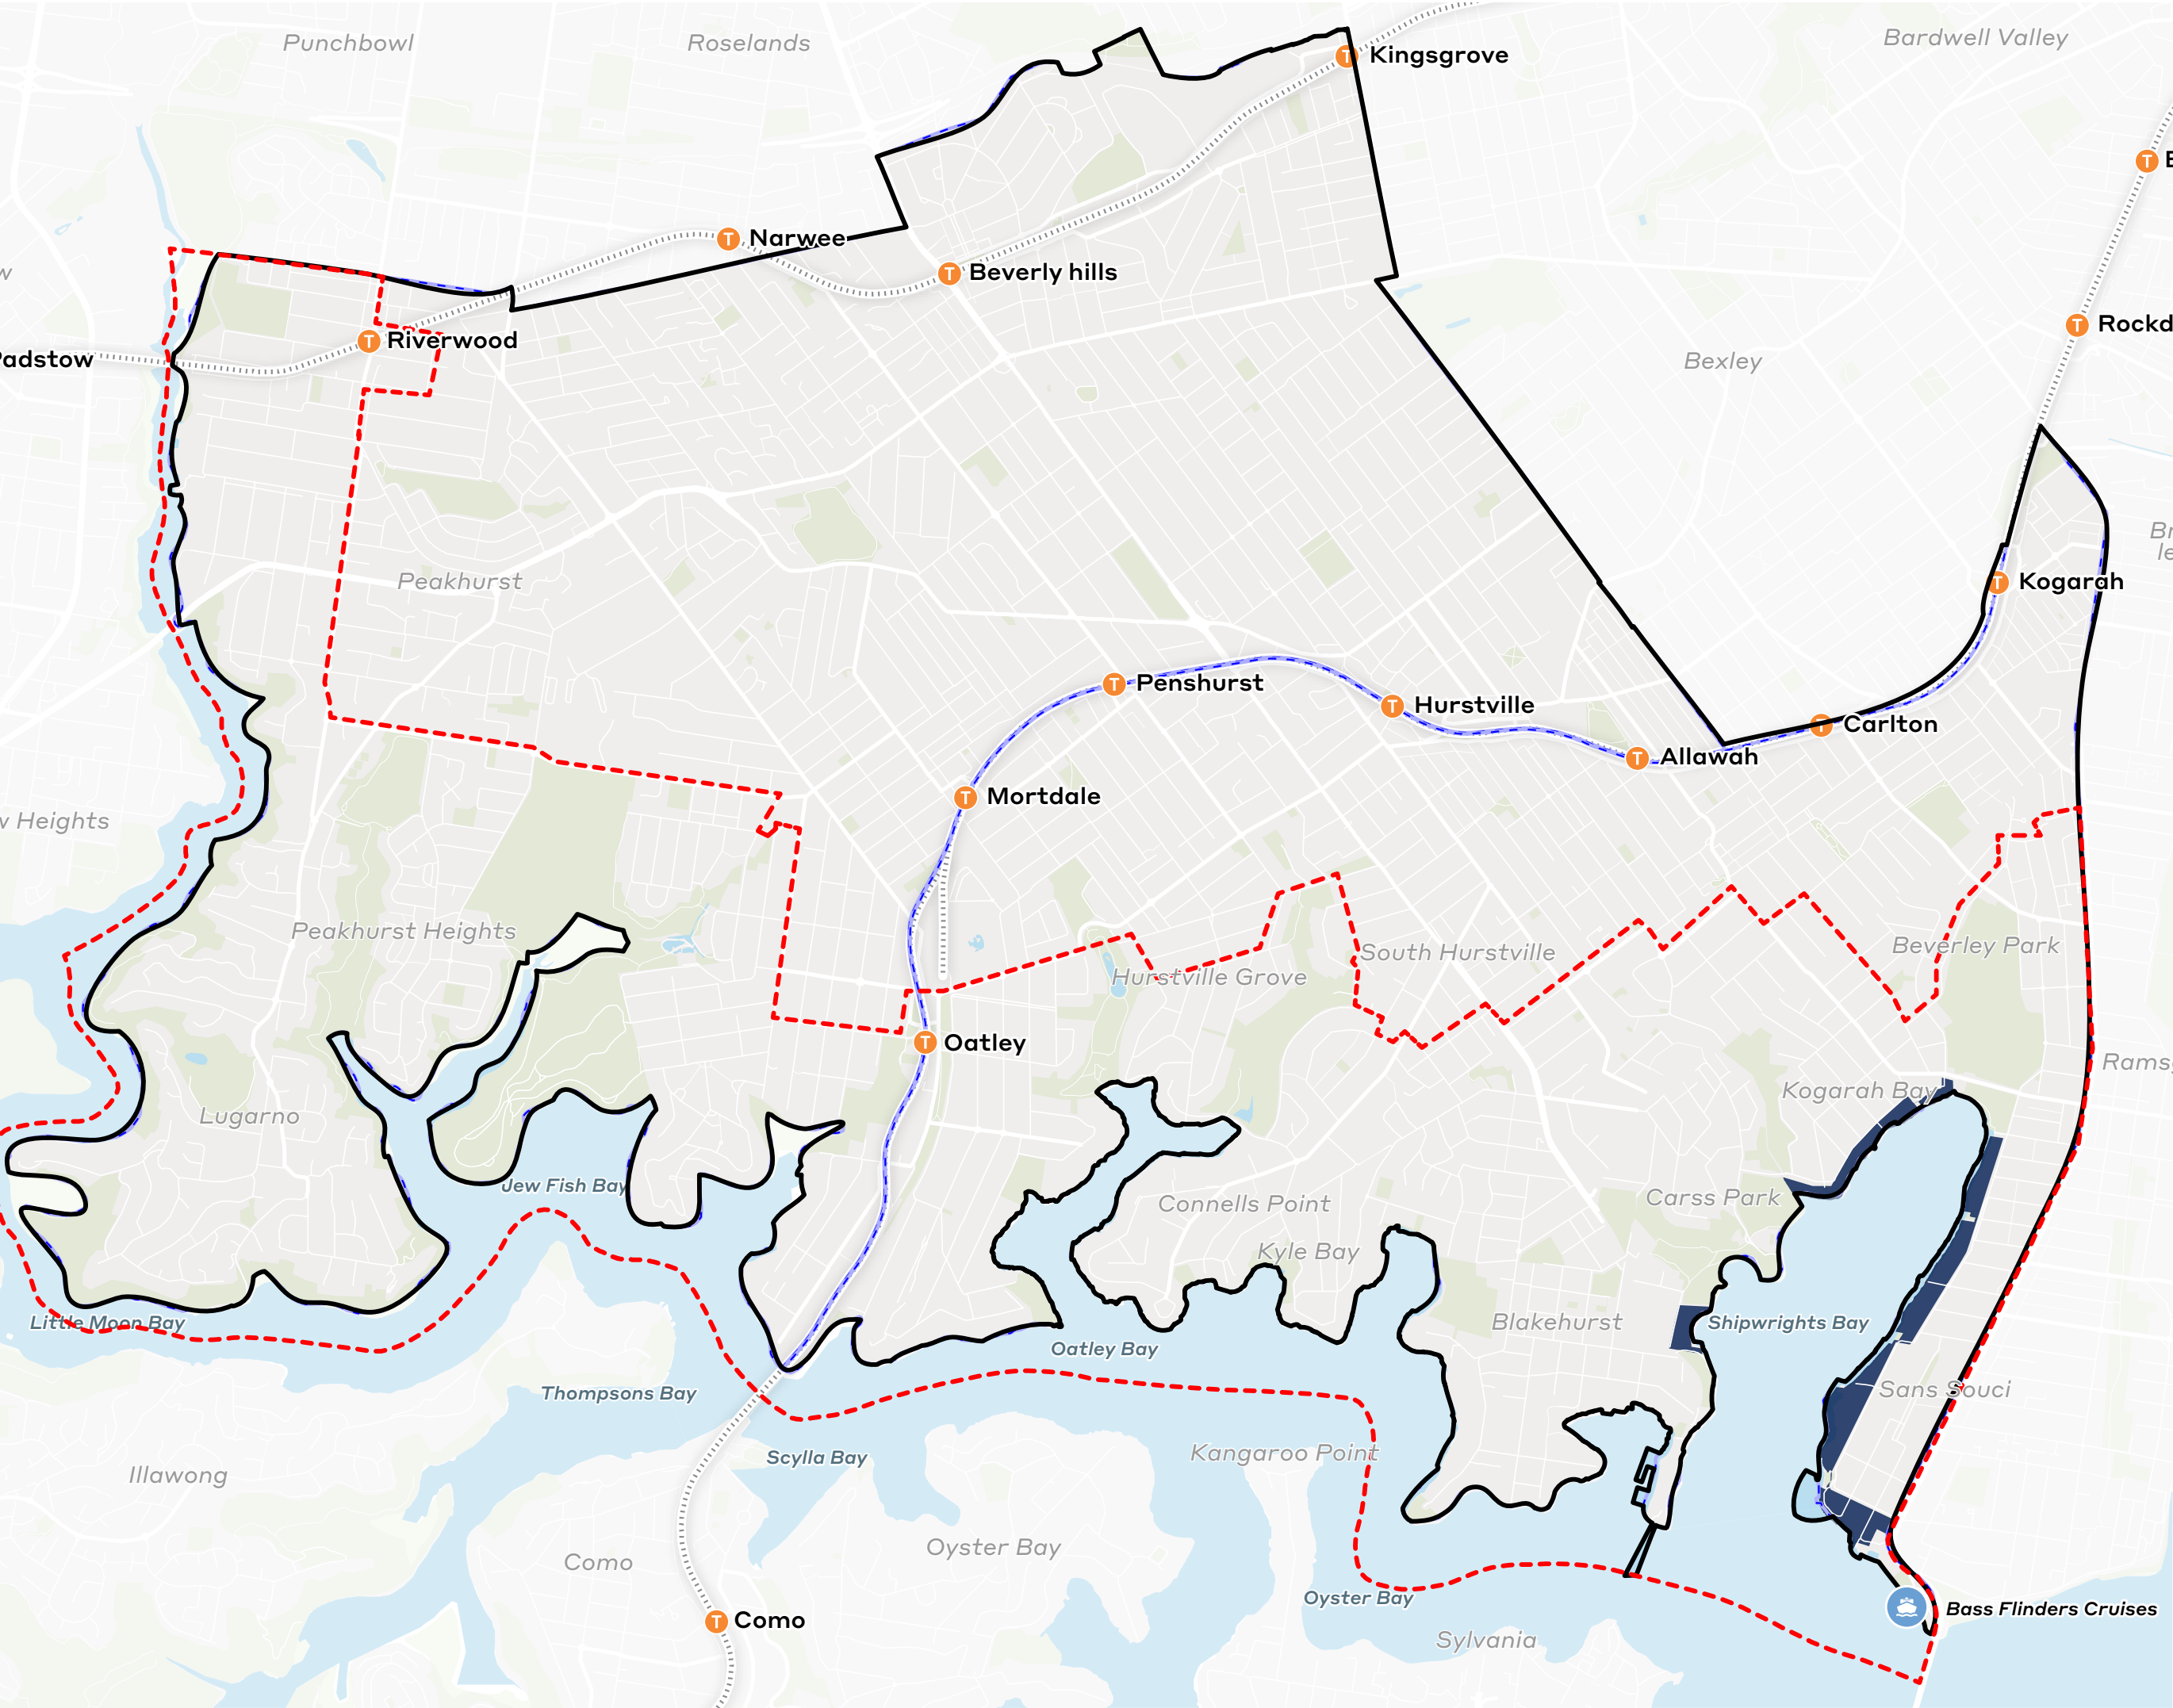 Punchbowl
Roselands
Bardwell Valley
Kingsgrove
Narwee
Beverly hills
Riverwood
Padstow
Rockd
Bexley
Peakhurst
Kogarah
Penshurst
Hurstville
Carlton
Allawah
Mortdale
Heights
Peakhurst Heights
Beverley Park
South Hurstville
Hurstville Grove
Oatley
Ramsg
Kogarah Bay
Lugarno
Jew Fish Bay
Carss Park
Connells Point
Kyle Bay
Little Moon Bay
Blakehurst
Shipwrights Bay
Oatley Bay
Sans Souci
Thompsons Bay
Kangaroo Point
Scylla Bay
Illawong
Oyster Bay
Como
Oyster Bay
Bass Flinders Cruises
Como
Sylvania